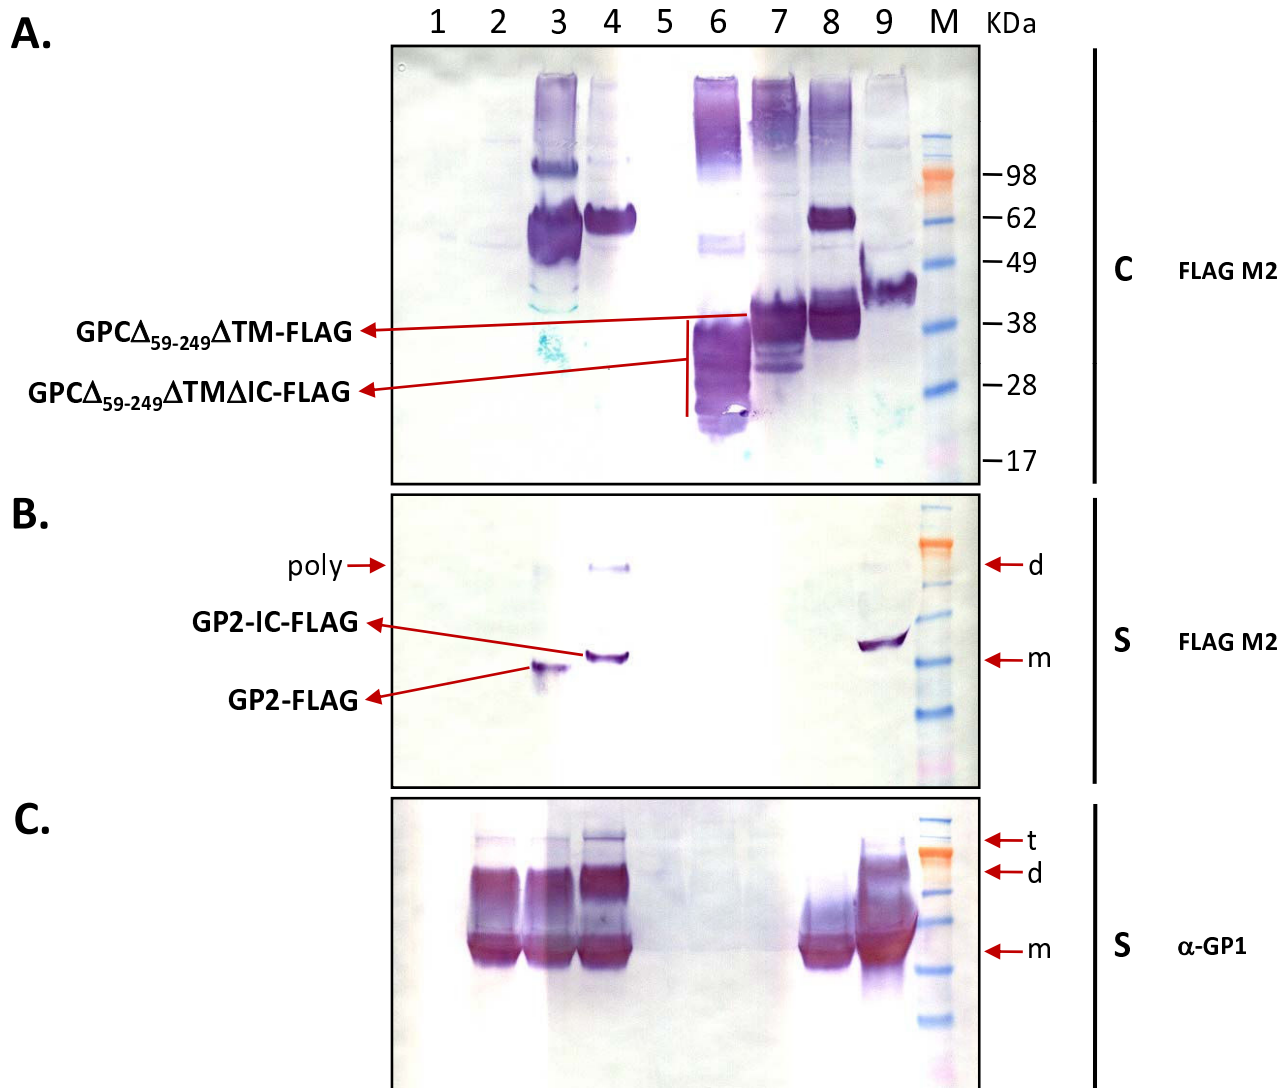 A.
1 2 3 4 5 6 7 8 9 M KDa
98
62
49
38
28
17
GPCΔ59-249ΔTM-FLAG
GPCΔ59-249ΔTMΔIC-FLAG
C FLAG M2
B.
poly
d
GP2-IC-FLAG
m
GP2-FLAG
S FLAG M2
C.
t
d
m
S α-GP1